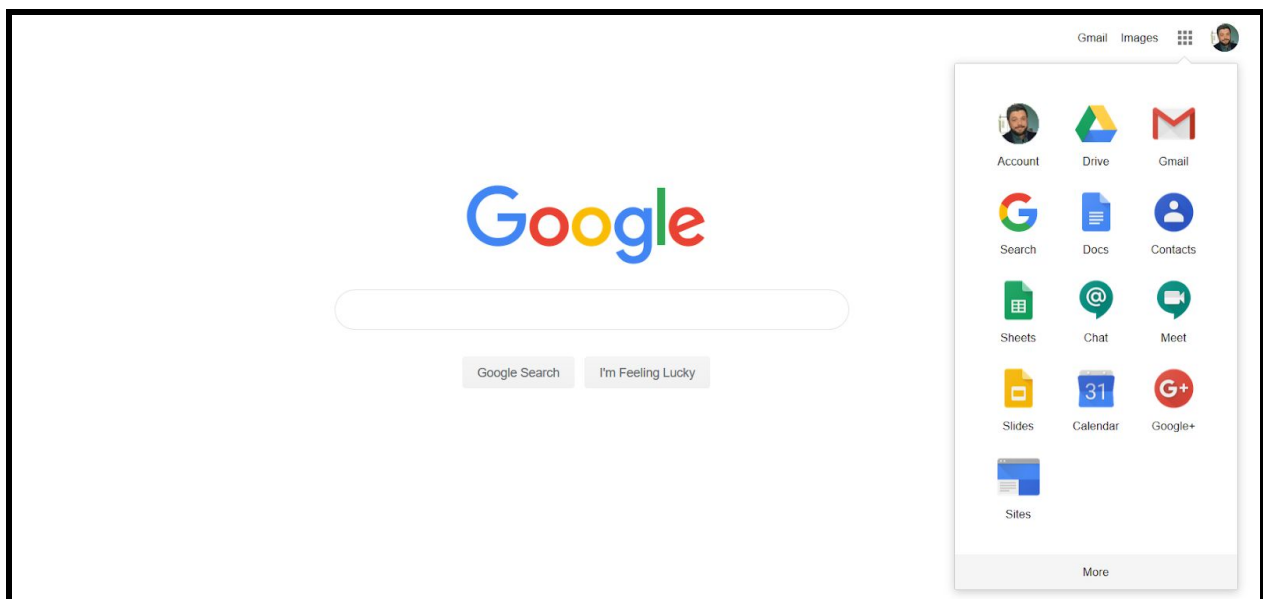 Gmail Images
Google
Google Search I'm Feeling Lucky
Account Drive Gmail
Search Docs Contacts
Sheets Chat Meet
Slides 31 Calendar G+ Google+
Sites
More